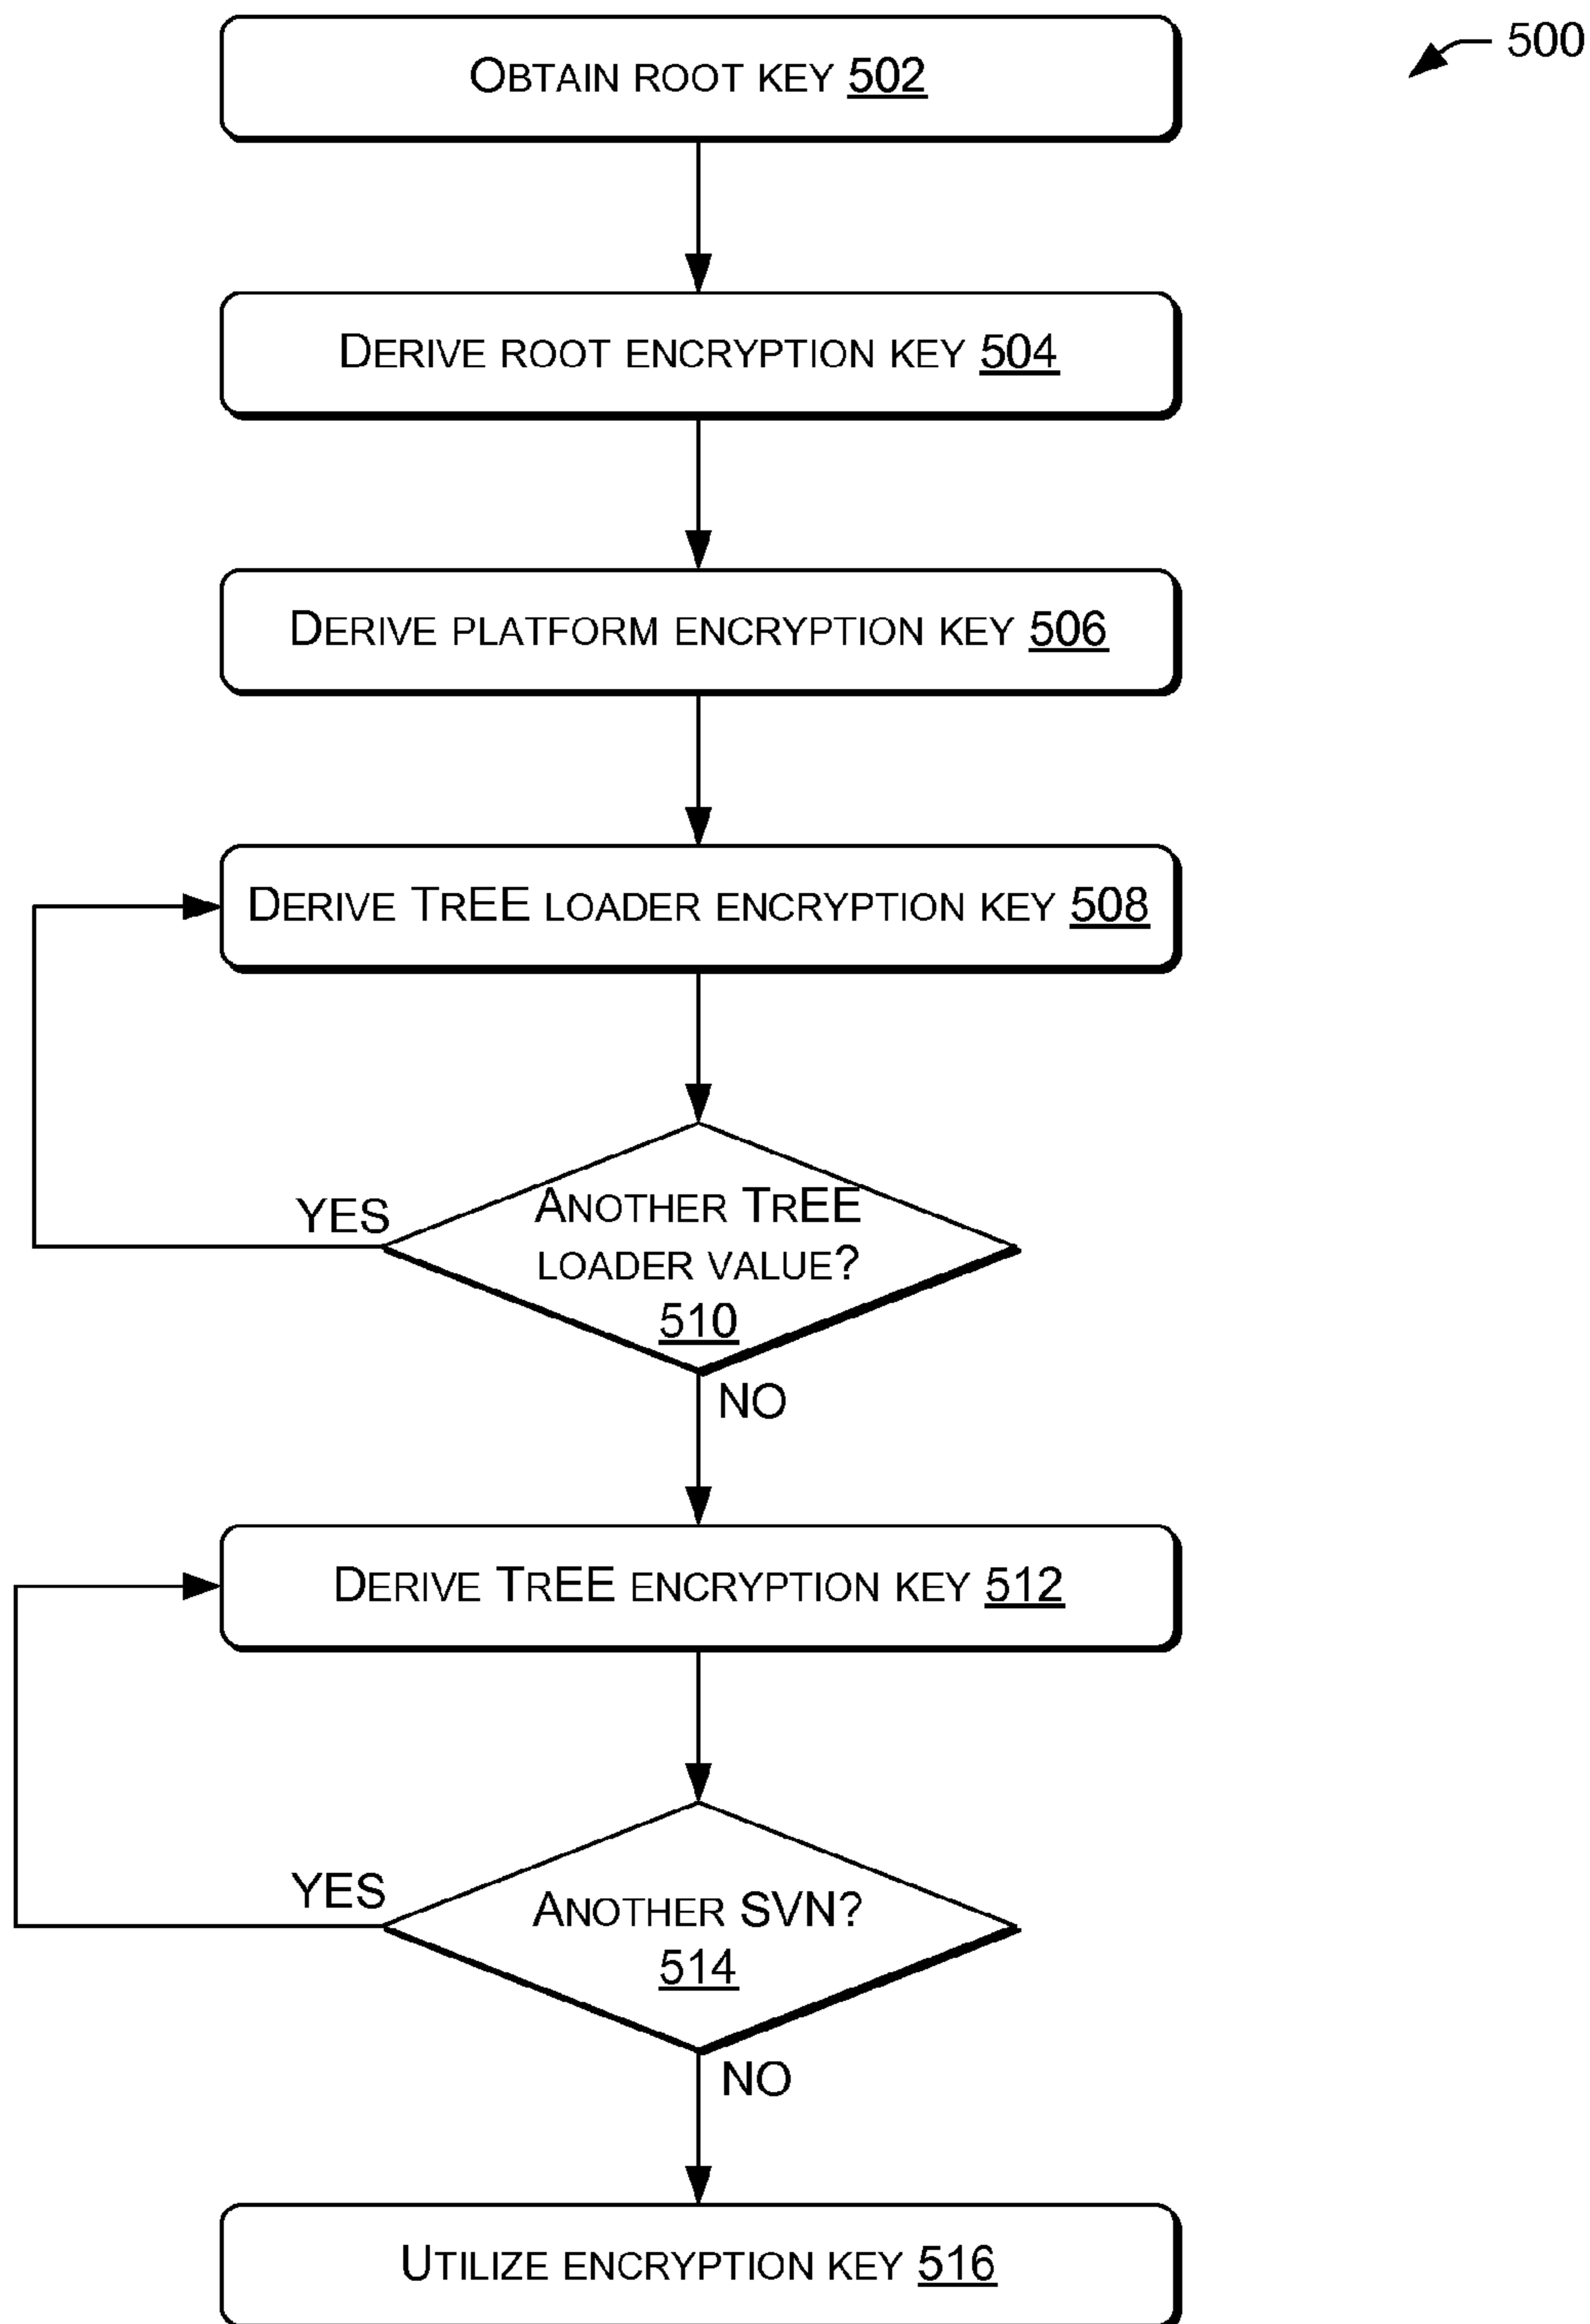 500
OBTAIN ROOT KEY 502
DERIVE ROOT ENCRYPTION KEY 504
DERIVE PLATFORM ENCRYPTION KEY 506
DERIVE TREE LOADER ENCRYPTION KEY 508
YES
ANOTHER TREE
LOADER VALUE?
510
NO
DERIVE TREE ENCRYPTION KEY 512
YES
ANOTHER SVN?
514
NO
UTILIZE ENCRYPTION KEY 516